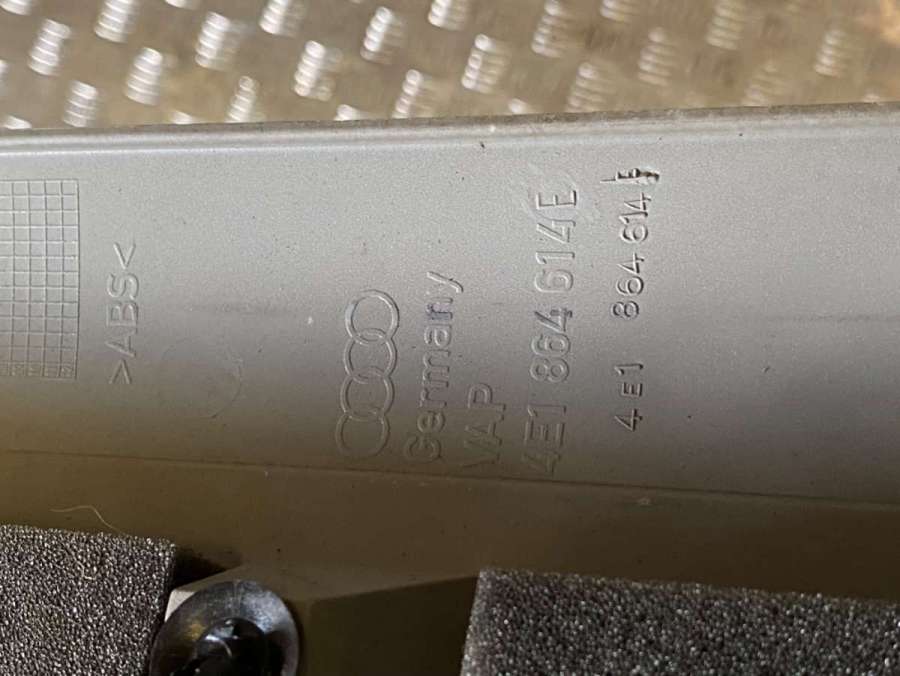 >ABS<
Germany
VAP
4E1 864 614 E
4E1 864 614